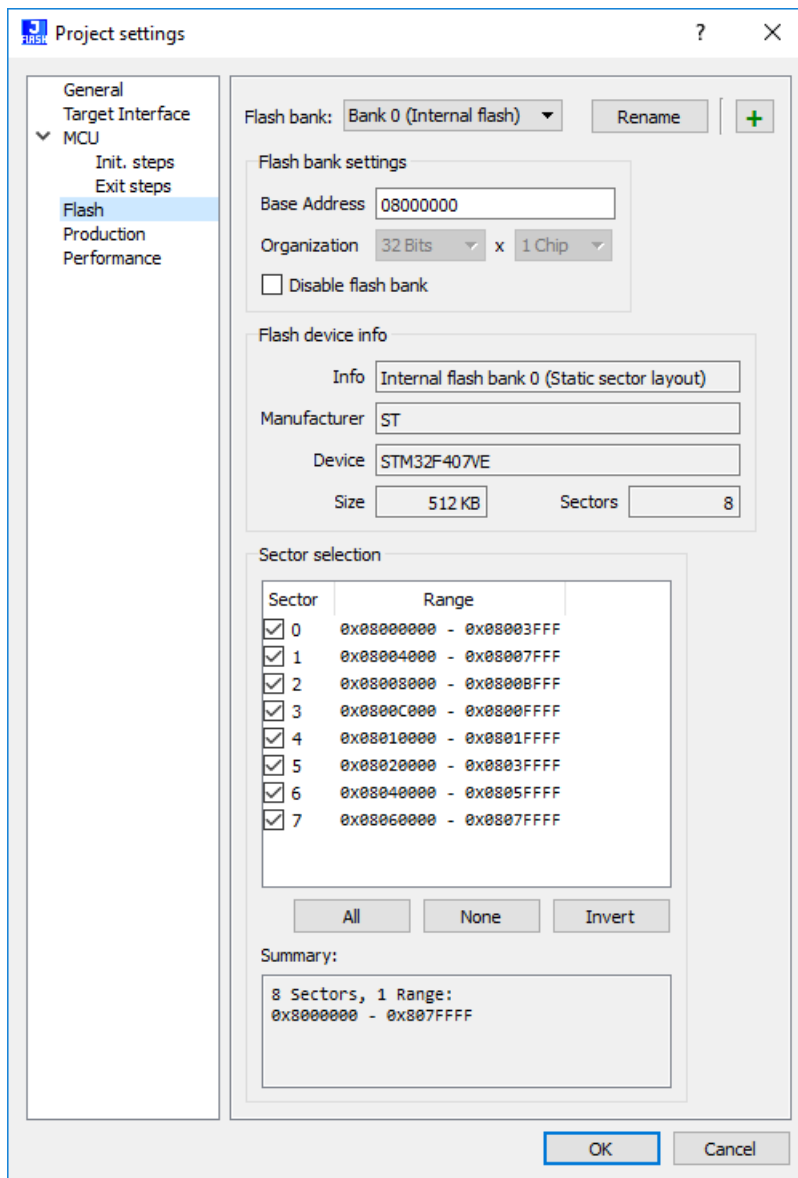 J
FLASH
Project settings
?
General
Target Interface
MCU
Init. steps
Exit steps
Flash
Production
Performance
Flash bank: Bank 0 (Internal flash) Rename +
Flash bank settings
Base Address 08000000
Organization 32 Bits x 1 Chip
Disable flash bank
Flash device info
Info Internal flash bank 0 (Static sector layout)
Manufacturer ST
Device STM32F407VE
Size 512 KB Sectors 8
Sector selection
Sector Range
0 0x08000000 - 0x08003FFF
1 0x08004000 - 0x08007FFF
2 0x08008000 - 0x0800BFFF
3 0x0800C000 - 0x0800FFFF
4 0x08010000 - 0x0801FFFF
5 0x08020000 - 0x0803FFFF
6 0x08040000 - 0x0805FFFF
7 0x08060000 - 0x0807FFFF
All None Invert
Summary:
8 Sectors, 1 Range:
0x8000000 - 0x807FFFF
OK Cancel